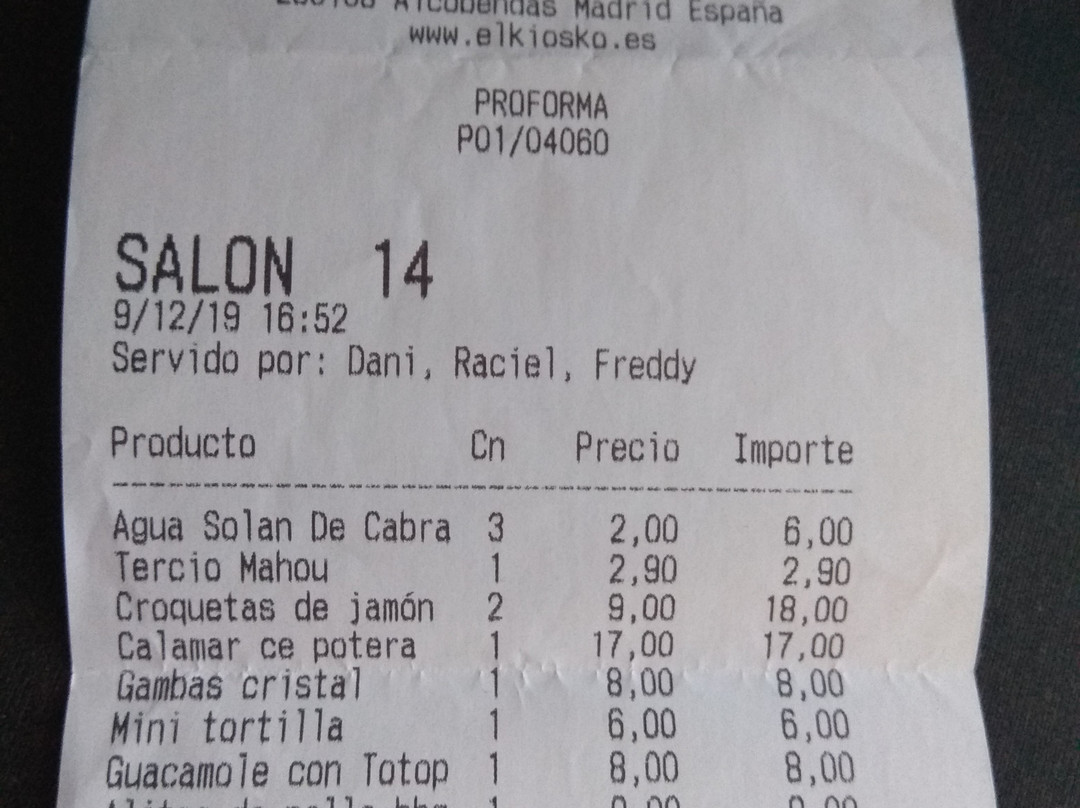 Alcobendas Madrid España
www.elkiosko.es
PROFORMA
P01/04060
SALON 14
9/12/19 16:52
Servido por: Dani, Raciel, Freddy
Producto Cn Precio Importe
Agua Solan De Cabra 3 2,00 6,00
Tercio Mahou 1 2,90 2,90
Croquetas de jamón 2 9,00 18,00
Calamar ce potera 1 17,00 17,00
Gambas cristal 1 8,00 8,00
Mini tortilla 1 6,00 6,00
Guacamole con Totop 1 8,00 8,00